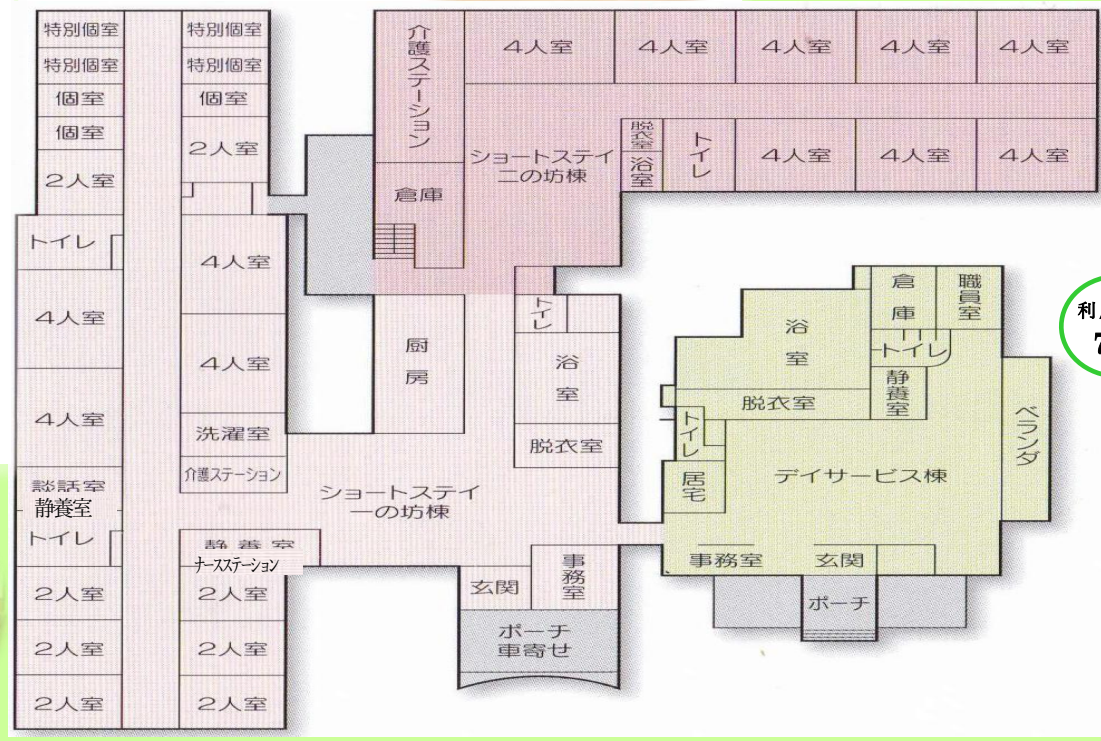 特別個室
特別個室
個室
個室
2人室
トイレ
4人室
4人室
談話室
静養室
トイレ
2人室
2人室
2人室
特別個室
特別個室
個室
2人室
4人室
4人室
洗濯室
介護ステーション
静養室
ナースステーション
2人室
2人室
2人室
介護ステーション
倉庫
4人室
4人室
4人室
4人室
4人室
ショートステイ
二の坊棟
脱衣室
浴室
トイレ
4人室
4人室
4人室
厨房
トイレ
浴室
脱衣室
ショートステイ
一の坊棟
玄関
事務室
ポーチ
車寄せ
浴室
倉庫
職員室
トイレ
静養室
脱衣室
トイレ
居宅
デイサービス棟
ベランダ
事務室
玄関
ポーチ
7